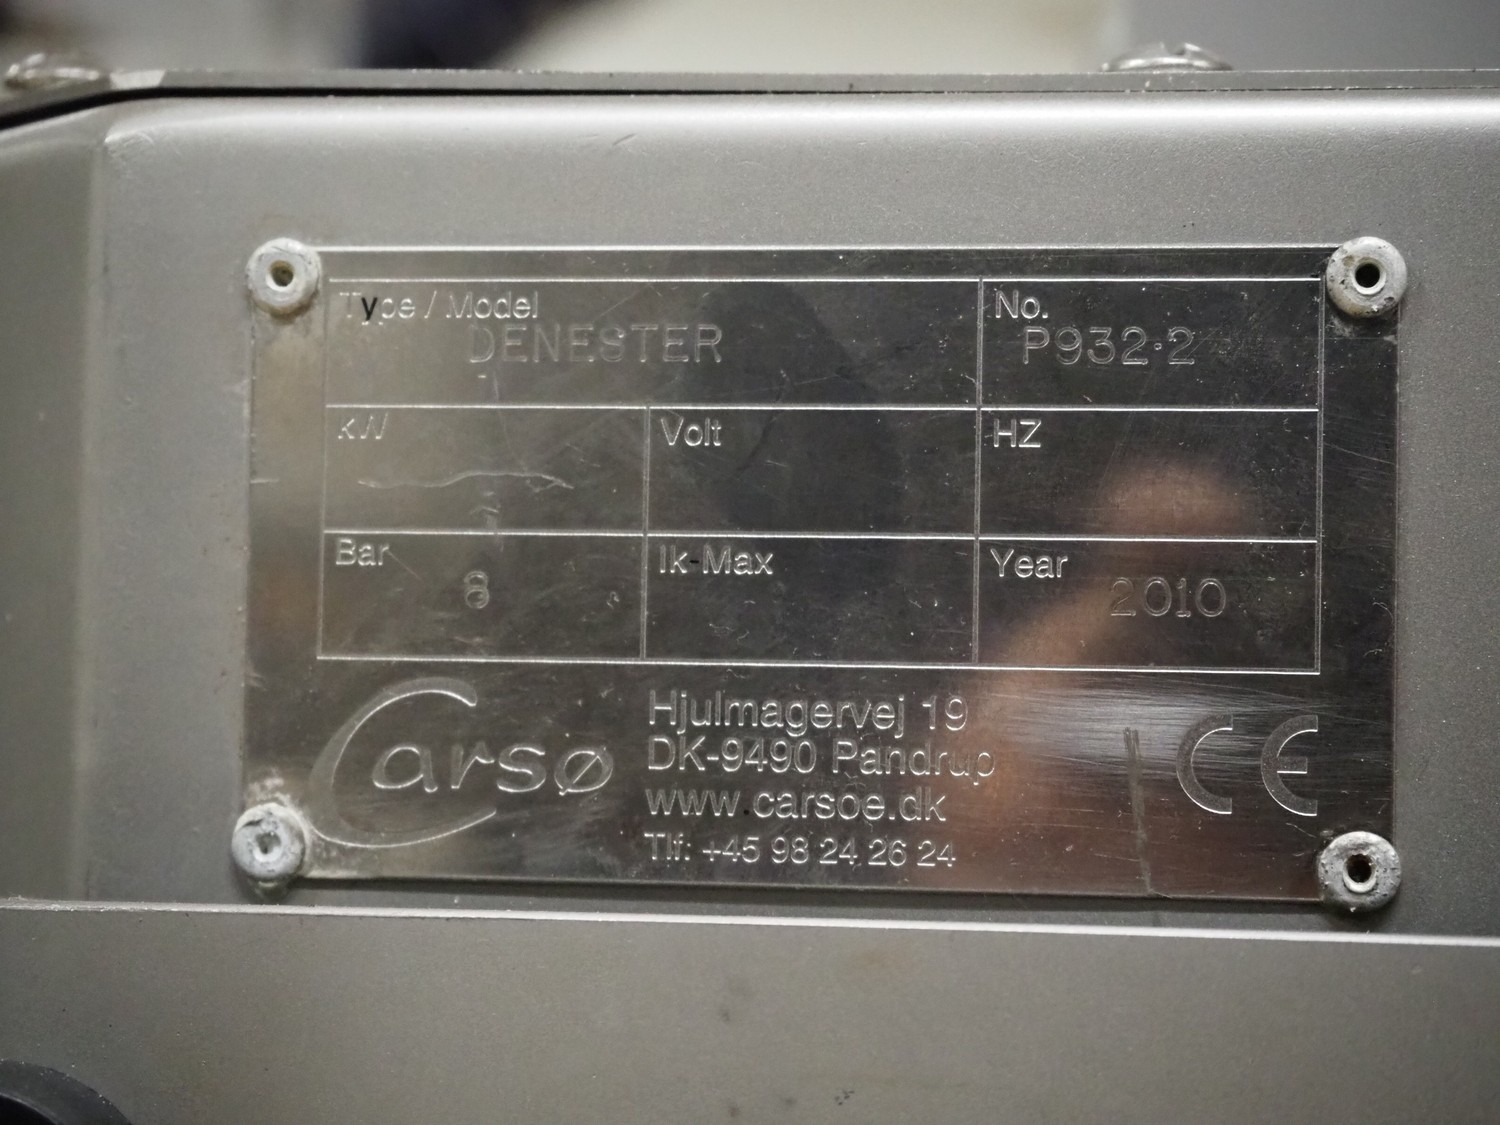 Type / Model
DENESTER
No.
P932-2
kW
Volt
HZ
Bar
8
Ik-Max
Year
2010
Carsø
Hjulmagervej 19
DK-9490 Pandrup
www.carsoe.dk
Tlf: +45 98 24 26 24
CE